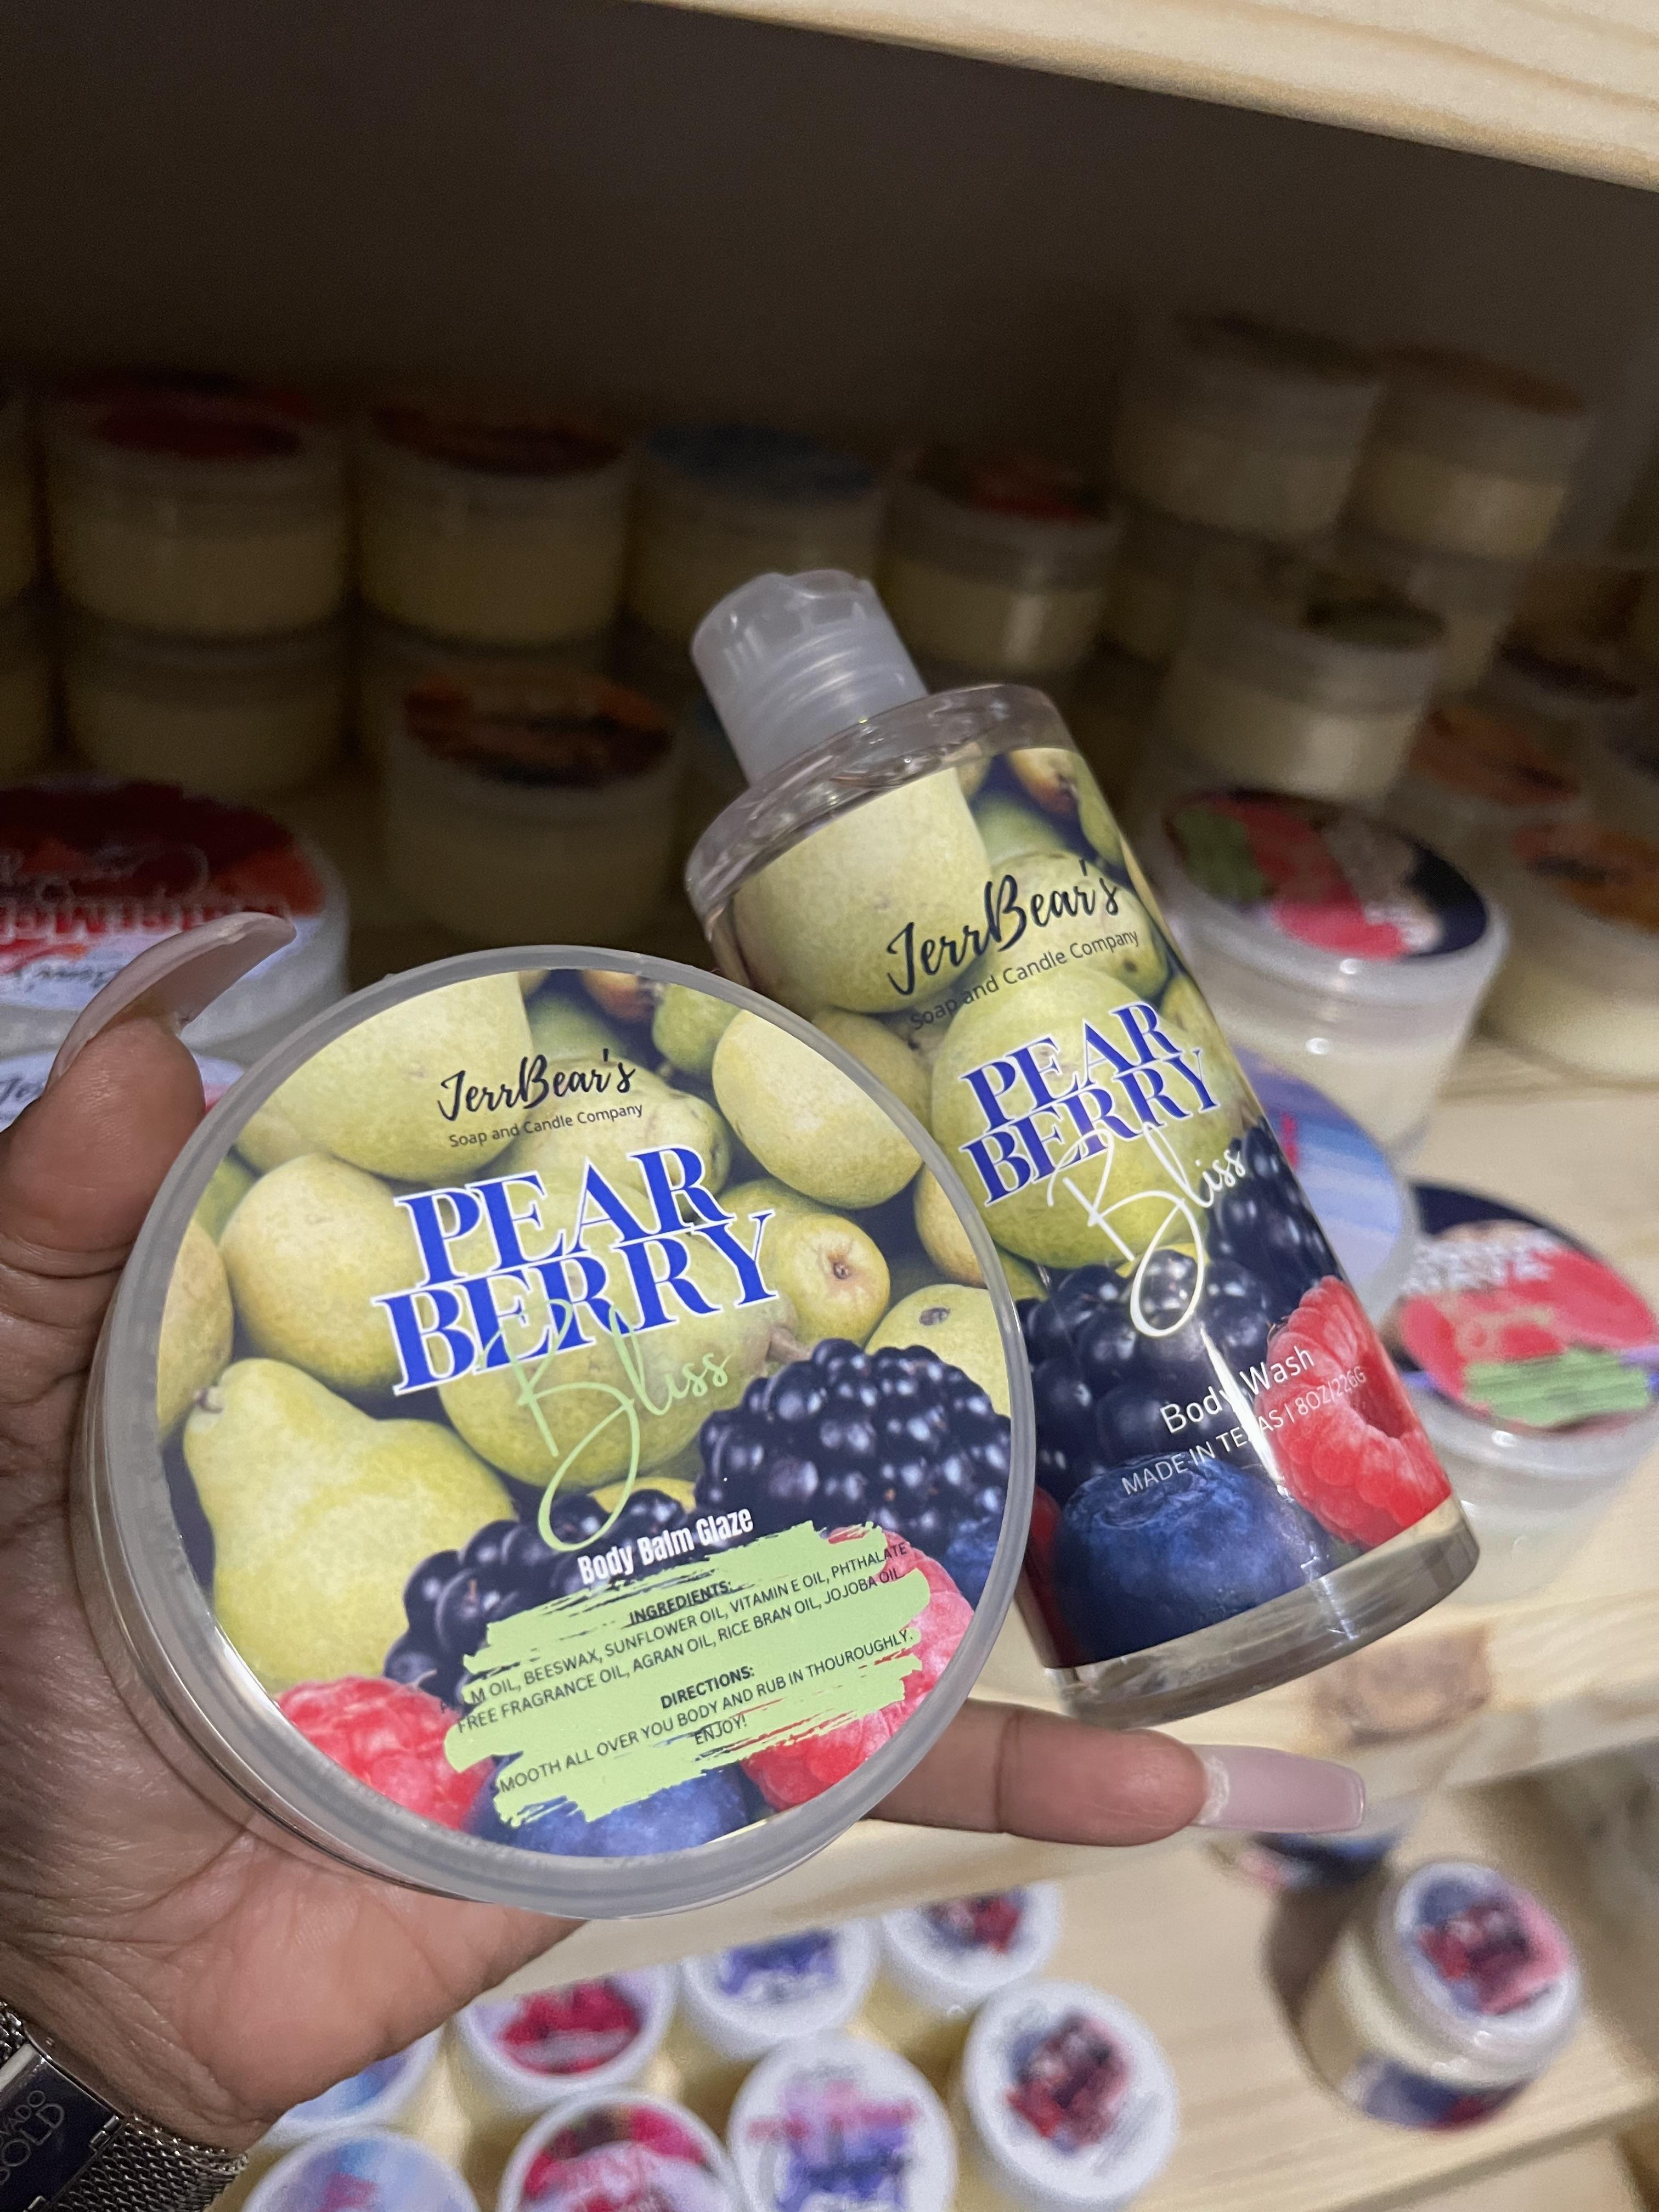 JerrBear's
Soap and Candle Company
PEAR
BERRY
Bliss
Body Balm Glaze
INGREDIENTS:
OIL, BEESWAX, SUNFLOWER OIL, VITAMIN E OIL, PHTHALATE
FREE FRAGRANCE OIL, AGRAN OIL, RICE BRAN OIL, JOJOBA OIL
DIRECTIONS:
SMOOTH ALL OVER YOU BODY AND RUB IN THOUROUGHLY.
ENJOY!
JerrBear's
Soap and Candle Company
PEAR
BERRY
Bliss
Body Wash
MADE IN TEXAS | 8OZ/226G